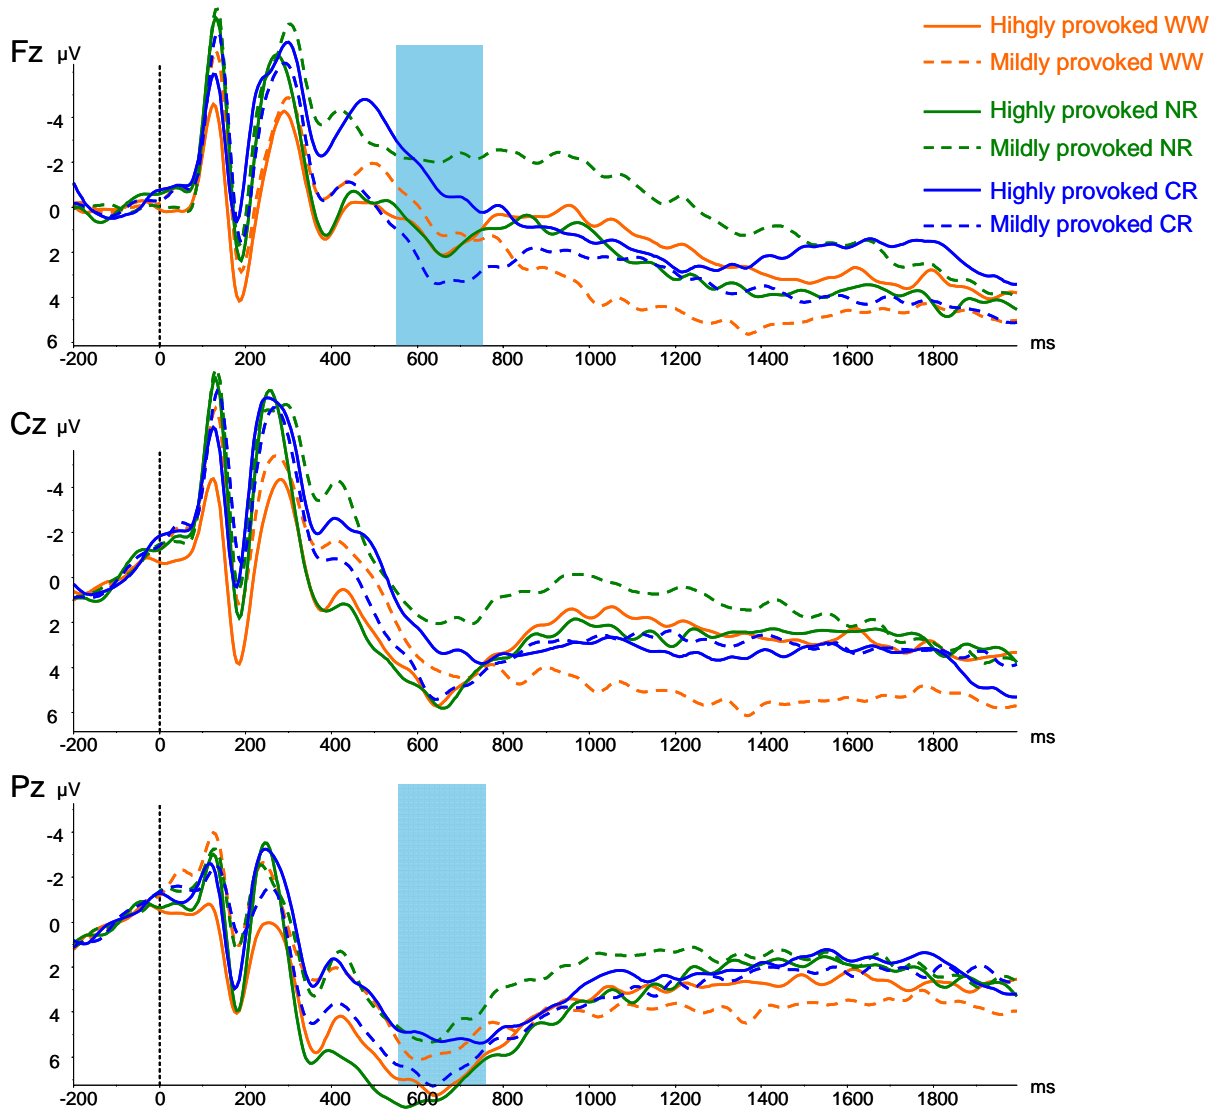 Hihgly provoked WW
Mildly provoked WW
Highly provoked NR
Mildly provoked NR
Highly provoked CR
Mildly provoked CR
Fz µV
-4
-2
0
2
4
6
-200 0 200 400 600 800 1000 1200 1400 1600 1800 ms
Cz µV
-4
-2
0
2
4
6
-200 0 200 400 600 800 1000 1200 1400 1600 1800 ms
Pz µV
-4
-2
0
2
4
6
-200 0 200 400 600 800 1000 1200 1400 1600 1800 ms